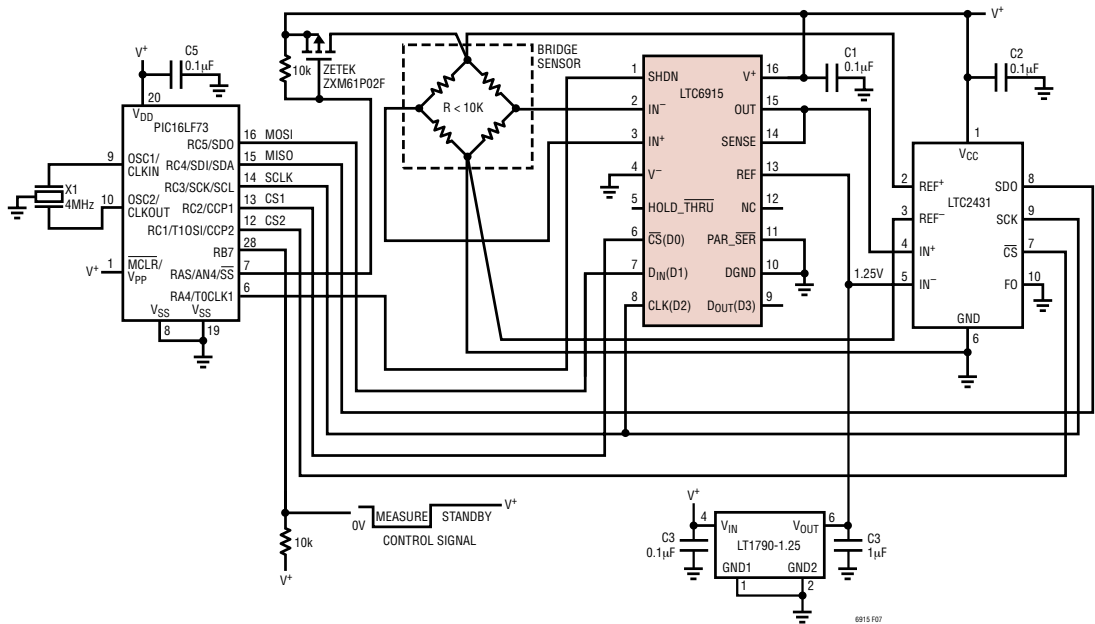 V+
C5
0.1µF
20
VDD
PIC16LF73
9
OSC1/
CLKIN
X1
4MHz
10
OSC2/
CLKOUT
V+
1
MCLR/
VPP
VSS
VSS
8
19
RC5/SDO
16
MOSI
RC4/SDI/SDA
15
MISO
RC3/SCK/SCL
14
SCLK
RC2/CCP1
13
CS1
RC1/T1OSI/CCP2
12
CS2
RB7
28
RAS/AN4/SS
7
RA4/T0CLK1
6
10k
ZETEK
ZXM61P02F
BRIDGE
SENSOR
R < 10K
LTC6915
1
SHDN
2
IN−
3
IN+
4
V−
5
HOLD_THRU
6
CS(D0)
7
DIN(D1)
8
CLK(D2)
V+
16
OUT
15
SENSE
14
REF
13
NC
12
PAR_SER
11
DGND
10
DOUT(D3)
9
C1
0.1µF
V+
C2
0.1µF
1
VCC
LTC2431
2
REF+
3
REF−
4
IN+
1.25V
5
IN−
SDO
8
SCK
9
CS
7
FO
10
GND
6
0V
MEASURE
STANDBY
V+
CONTROL SIGNAL
10k
V+
V+
C3
0.1µF
4
VIN
VOUT
6
LT1790-1.25
GND1
GND2
1
2
C3
1µF
6915 F07